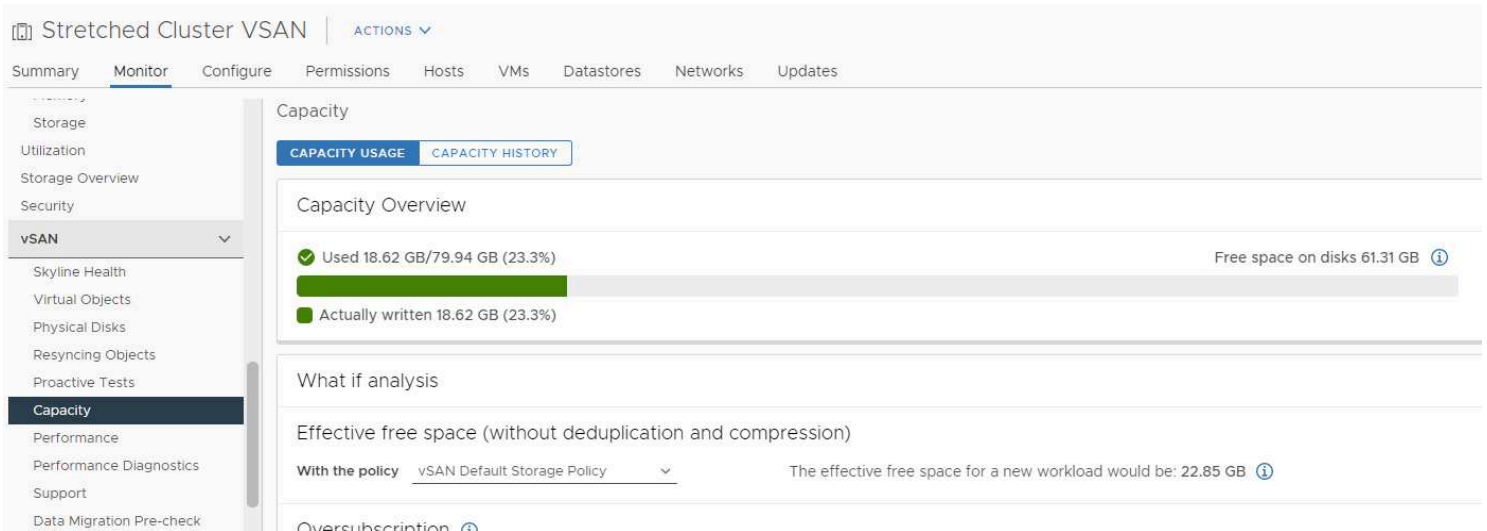 Stretched Cluster VSAN ACTIONS
Summary Monitor Configure Permissions Hosts VMs Datastores Networks Updates
Storage
Utilization
Storage Overview
Security
vSAN
Skyline Health
Virtual Objects
Physical Disks
Resyncing Objects
Proactive Tests
Capacity
Performance
Performance Diagnostics
Support
Data Migration Pre-check
Capacity
CAPACITY USAGE CAPACITY HISTORY
Capacity Overview
Used 18.62 GB/79.94 GB (23.3%) Free space on disks 61.31 GB
Actually written 18.62 GB (23.3%)
What if analysis
Effective free space (without deduplication and compression)
With the policy vSAN Default Storage Policy The effective free space for a new workload would be: 22.85 GB
Oversubscription